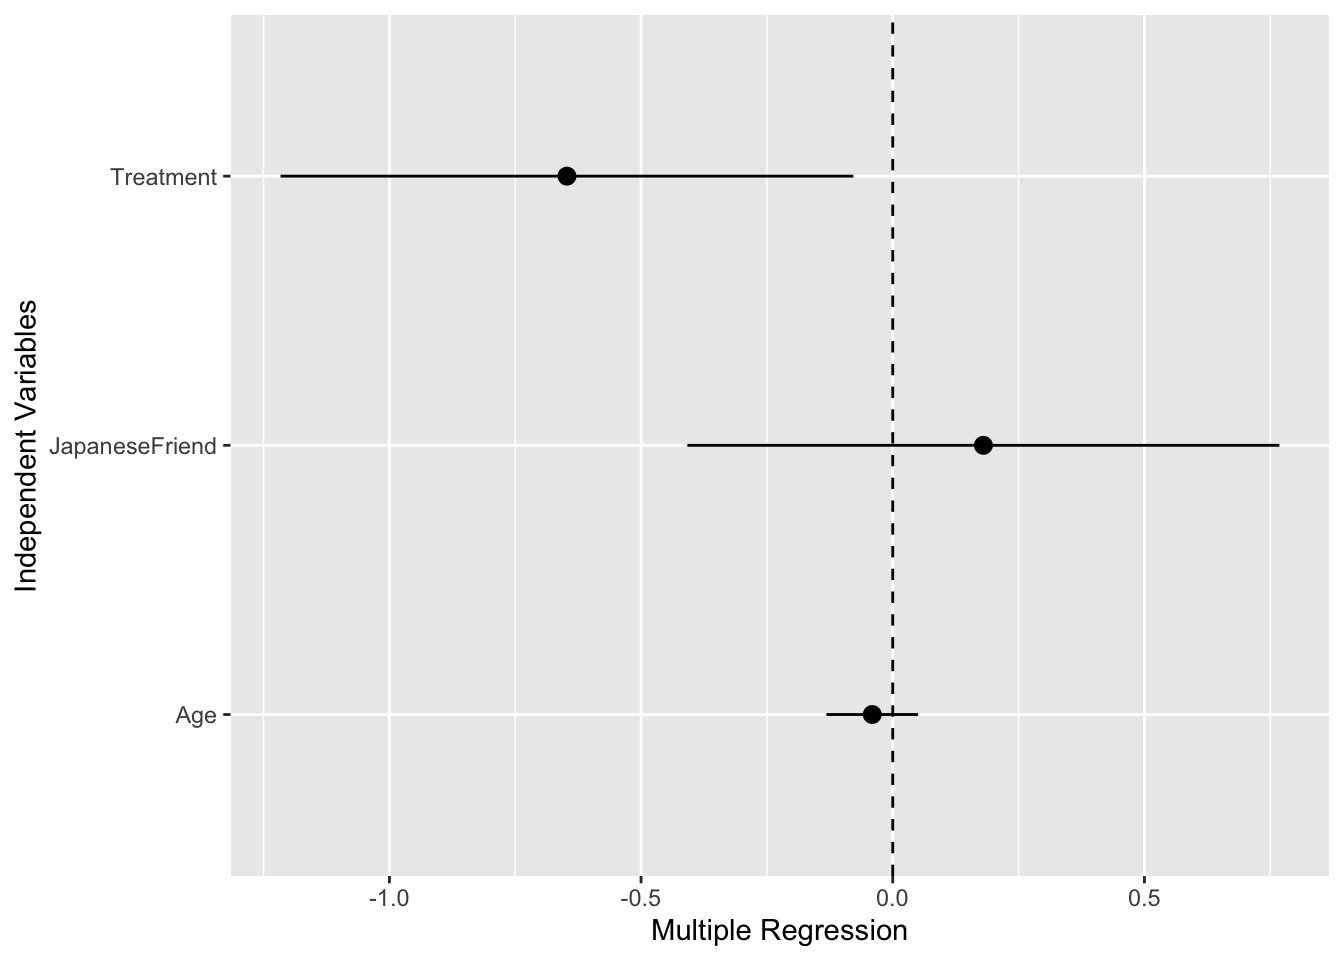 Treatment
JapaneseFriend
Age
Independent Variables
-1.0
-0.5
0.0
0.5
Multiple Regression